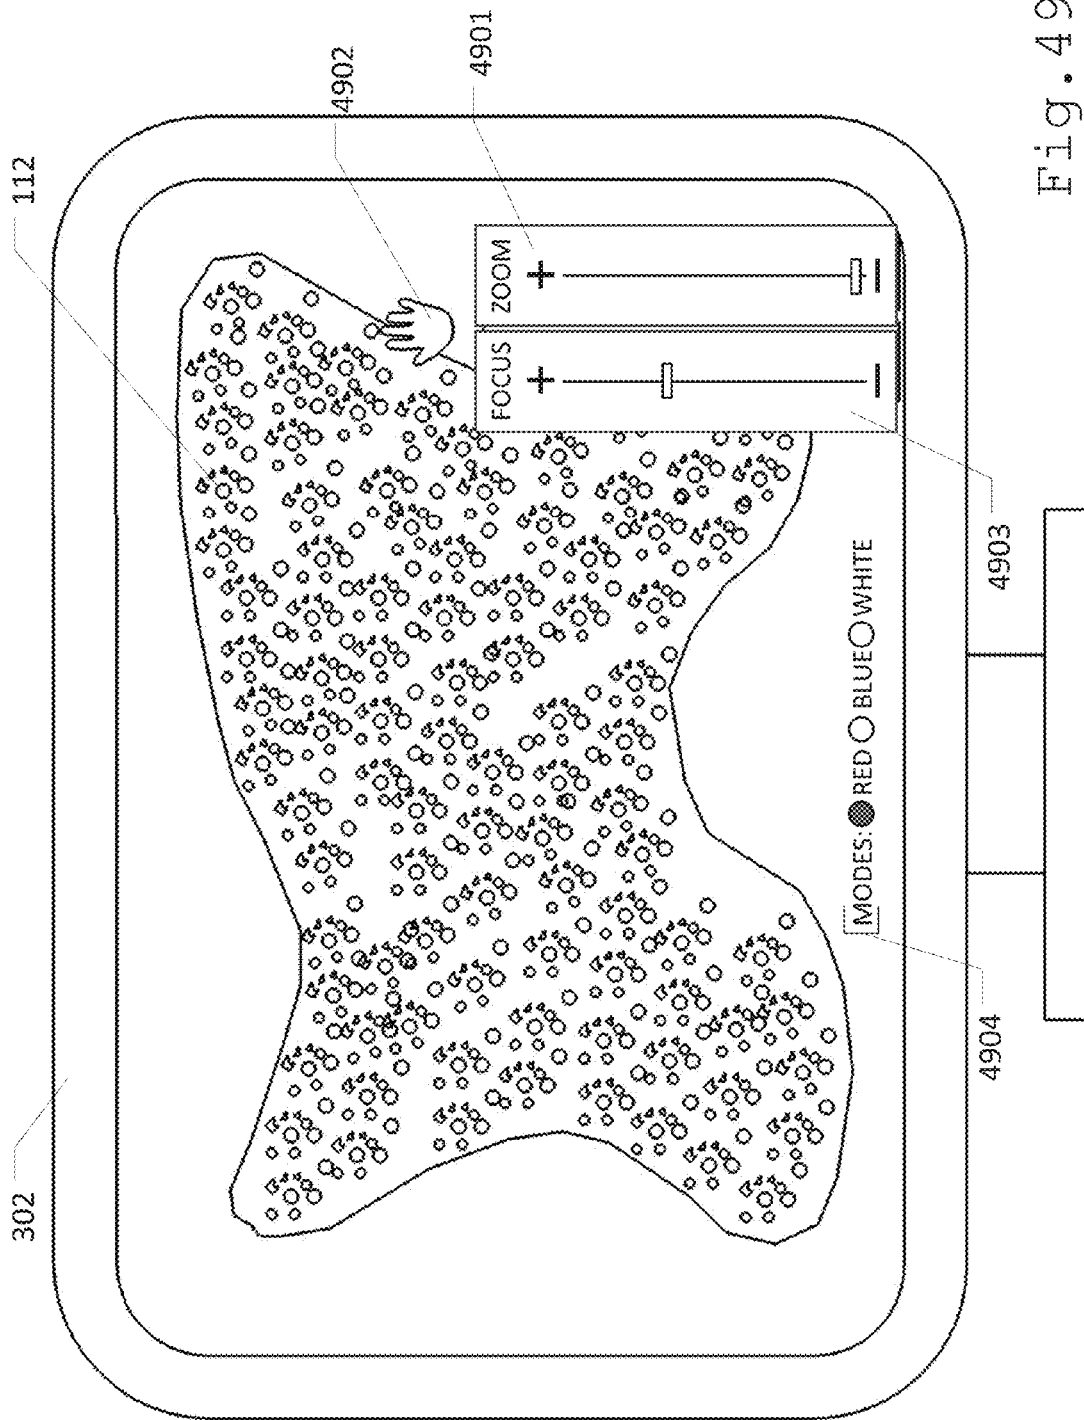 302
112
4902
4901
FOCUS
ZOOM
+
+
−
−
MODES: RED BLUE WHITE
4904
4903
Fig.49